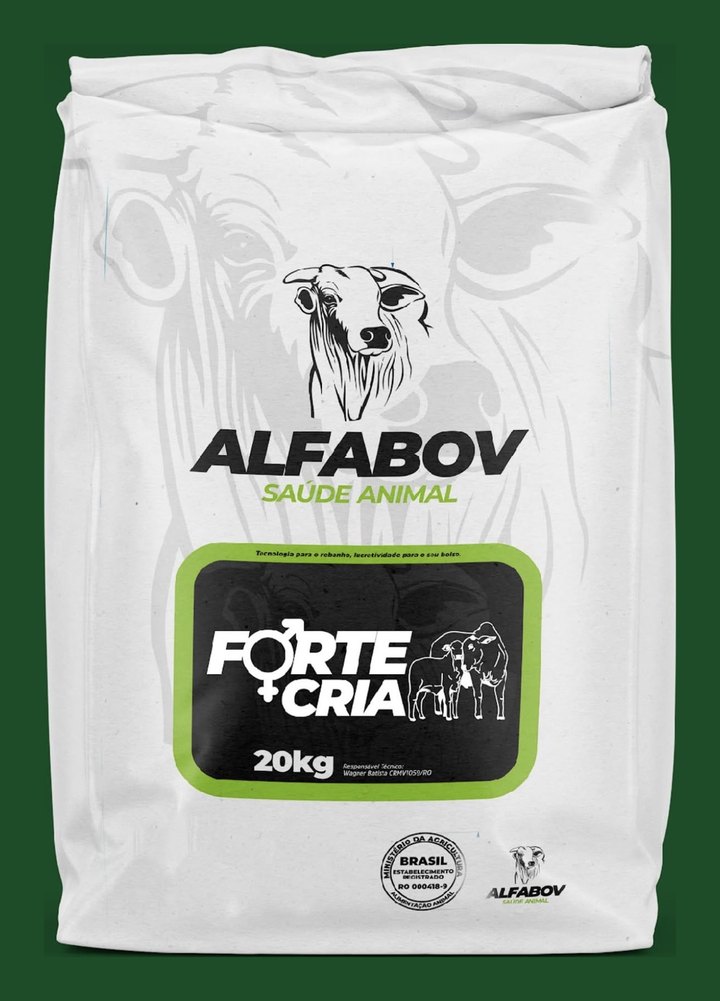 ALFABOV
SAÚDE ANIMAL
Tecnologia para o rebanho, lucratividade para o seu bolso.
FORTE
CRIA
20kg
Responsável Técnico:
Wagner Batista CRMV1059/RO
MINISTÉRIO DA AGRICULTURA
BRASIL
ESTABELECIMENTO
REGISTRADO
RO 000418-9
ALIMENTAÇÃO ANIMAL
ALFABOV
SAÚDE ANIMAL